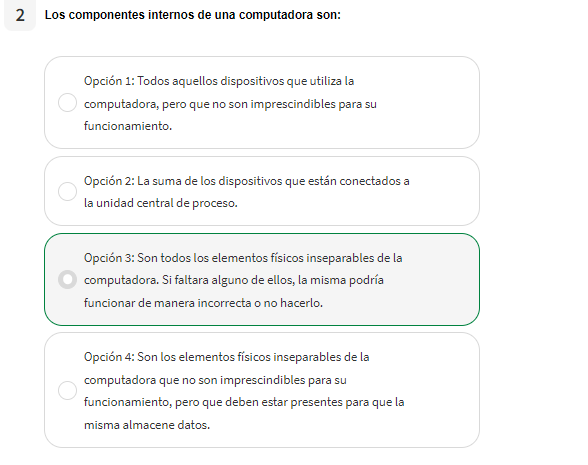 2 Los componentes internos de una computadora son:
Opción 1: Todos aquellos dispositivos que utiliza la
computadora, pero que no son imprescindibles para su
funcionamiento.
Opción 2: La suma de los dispositivos que están conectados a
la unidad central de proceso.
Opción 3: Son todos los elementos físicos inseparables de la
computadora. Si faltara alguno de ellos, la misma podría
funcionar de manera incorrecta o no hacerlo.
Opción 4: Son los elementos físicos inseparables de la
computadora que no son imprescindibles para su
funcionamiento, pero que deben estar presentes para que la
misma almacene datos.